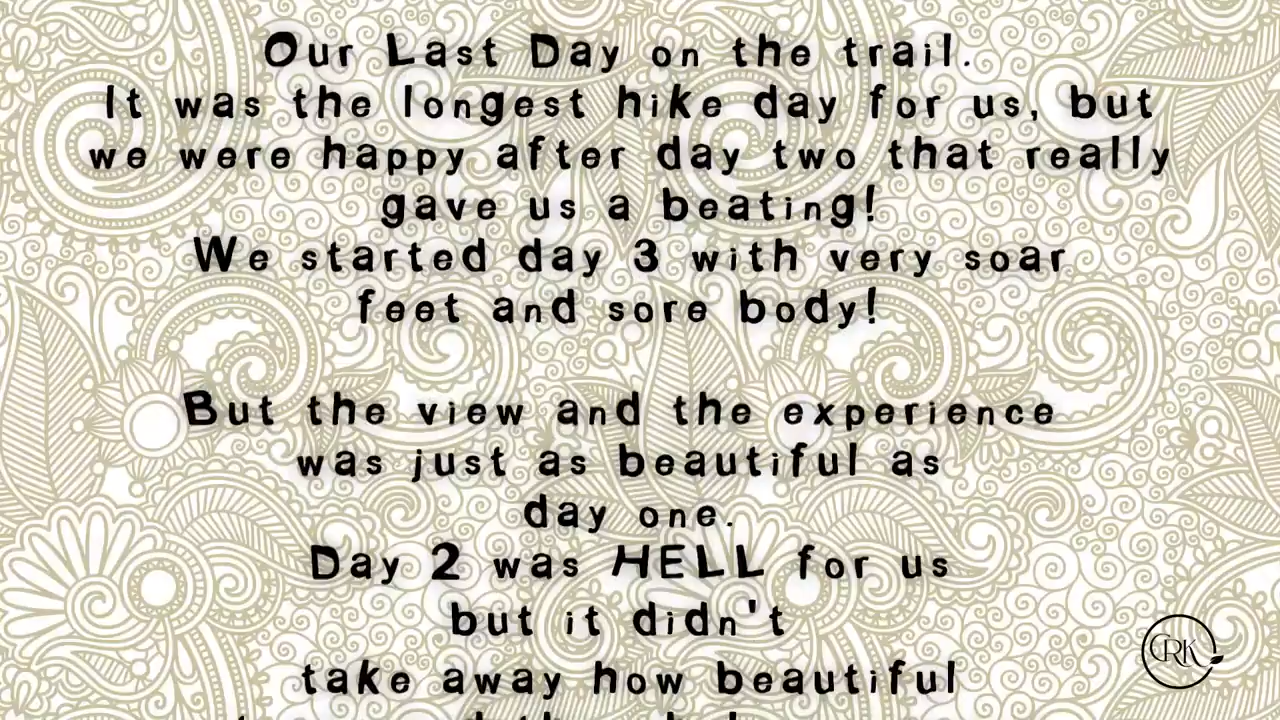 Our Last Day on the trail.
It was the longest hike day for us, but
we were happy after day two that really
gave us a beating!
We started day 3 with very soar
feet and sore body!
But the view and the experience
was just as beautiful as
day one.
Day 2 was HELL for us
but it didn't
take away how beautiful
CRK